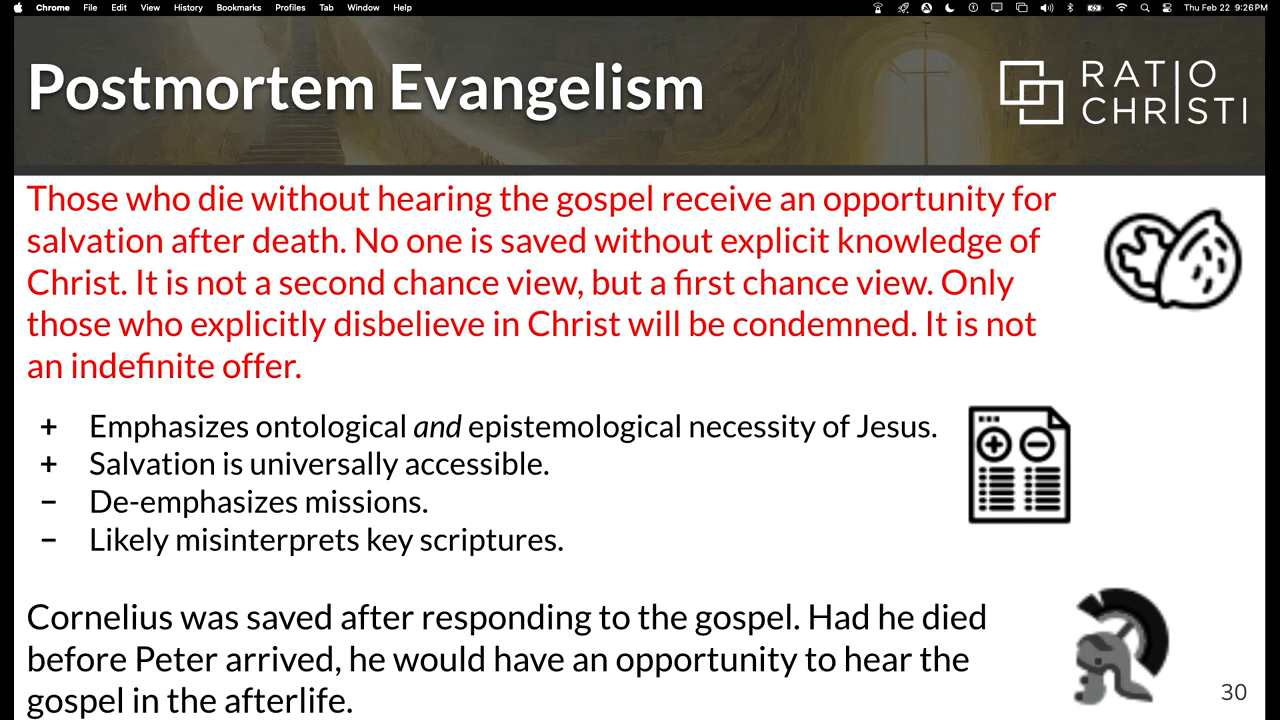 Chrome File Edit View History Bookmarks Profiles Tab Window Help Thu Feb 22 9:26 PM
Postmortem Evangelism
RATIO
CHRISTI
Those who die without hearing the gospel receive an opportunity for
salvation after death. No one is saved without explicit knowledge of
Christ. It is not a second chance view, but a first chance view. Only
those who explicitly disbelieve in Christ will be condemned. It is not
an indefinite offer.
+ Emphasizes ontological and epistemological necessity of Jesus.
+ Salvation is universally accessible.
− De-emphasizes missions.
− Likely misinterprets key scriptures.
Cornelius was saved after responding to the gospel. Had he died
before Peter arrived, he would have an opportunity to hear the
gospel in the afterlife.
30